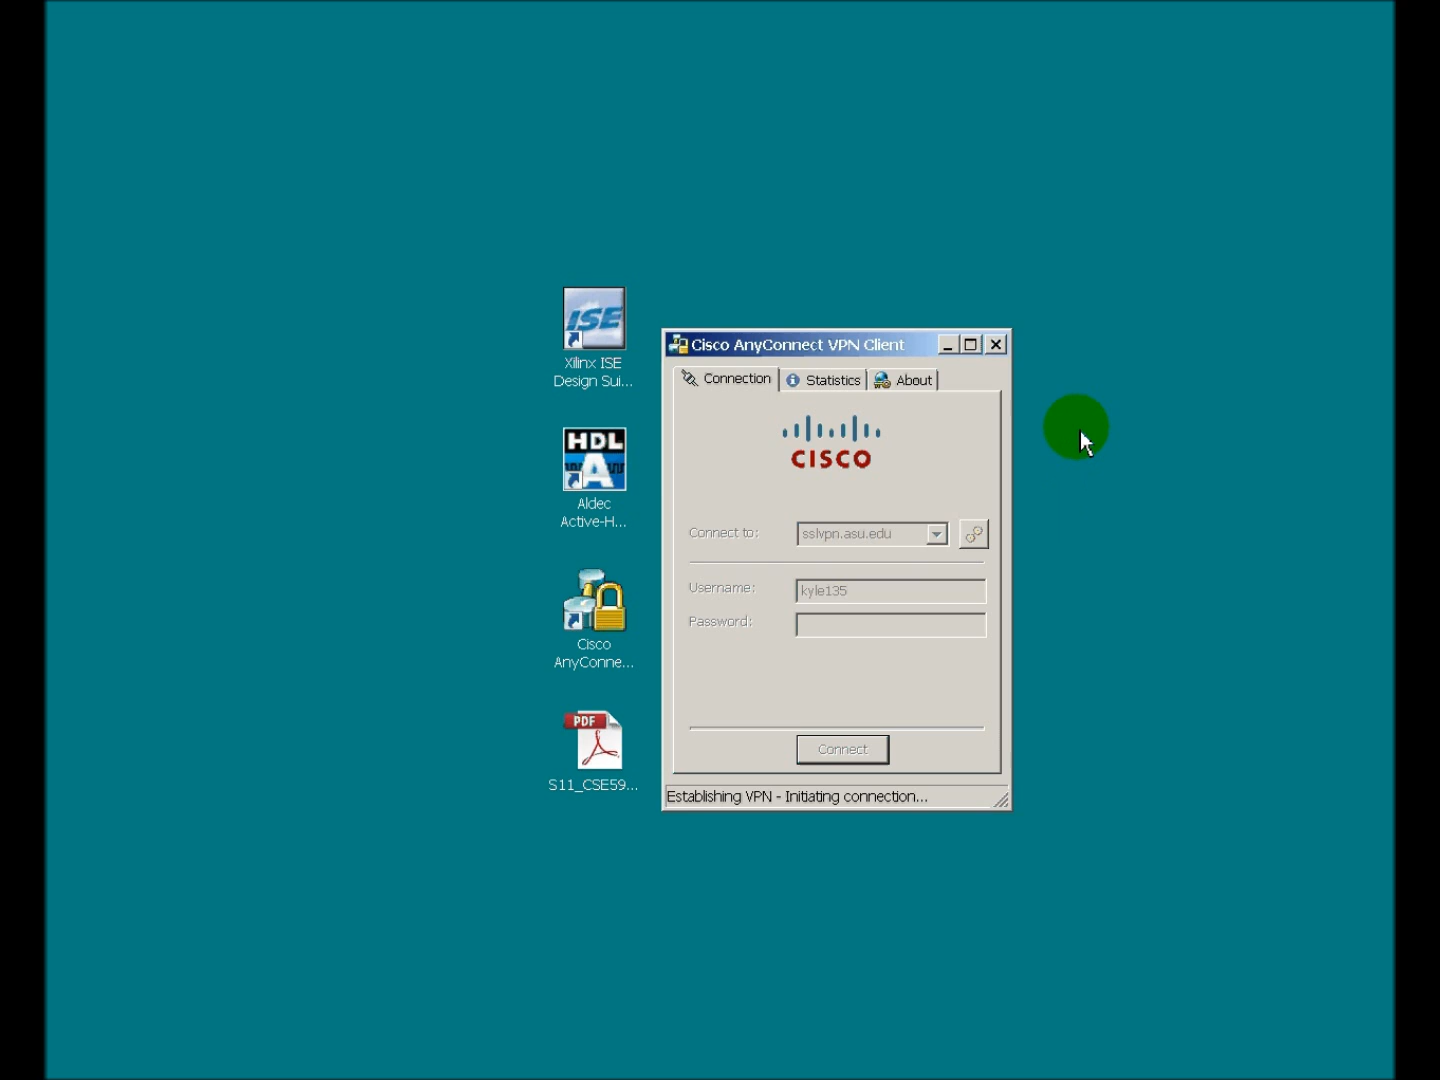 ISE
Xilinx ISE
Design Sui...
HDL
A
Aldec
Active-H...
Cisco
AnyConne...
PDF
S11_CSE59...
Cisco AnyConnect VPN Client
Connection
Statistics
About
CISCO
Connect to:
sslvpn.asu.edu
Username:
kyle135
Password:
Connect
Establishing VPN - Initiating connection...